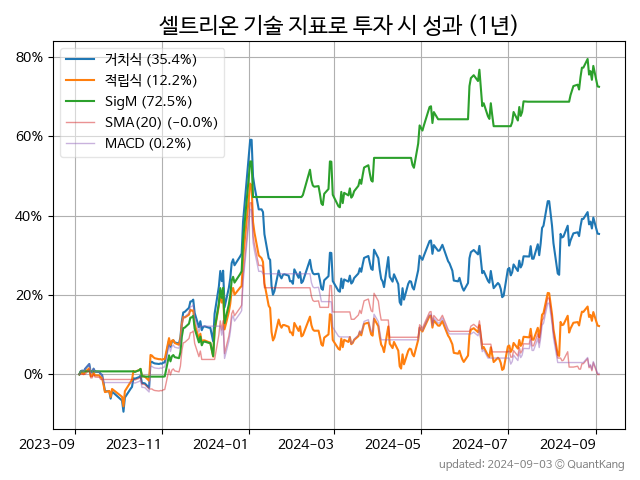 셀트리온 기술 지표로 투자 시 성과 (1년)
거치식 (35.4%)
적립식 (12.2%)
SigM (72.5%)
SMA(20) (−0.0%)
MACD (0.2%)
80%
60%
40%
20%
0%
2023-09 2023-11 2024-01 2024-03 2024-05 2024-07 2024-09
updated: 2024-09-03 © QuantKang